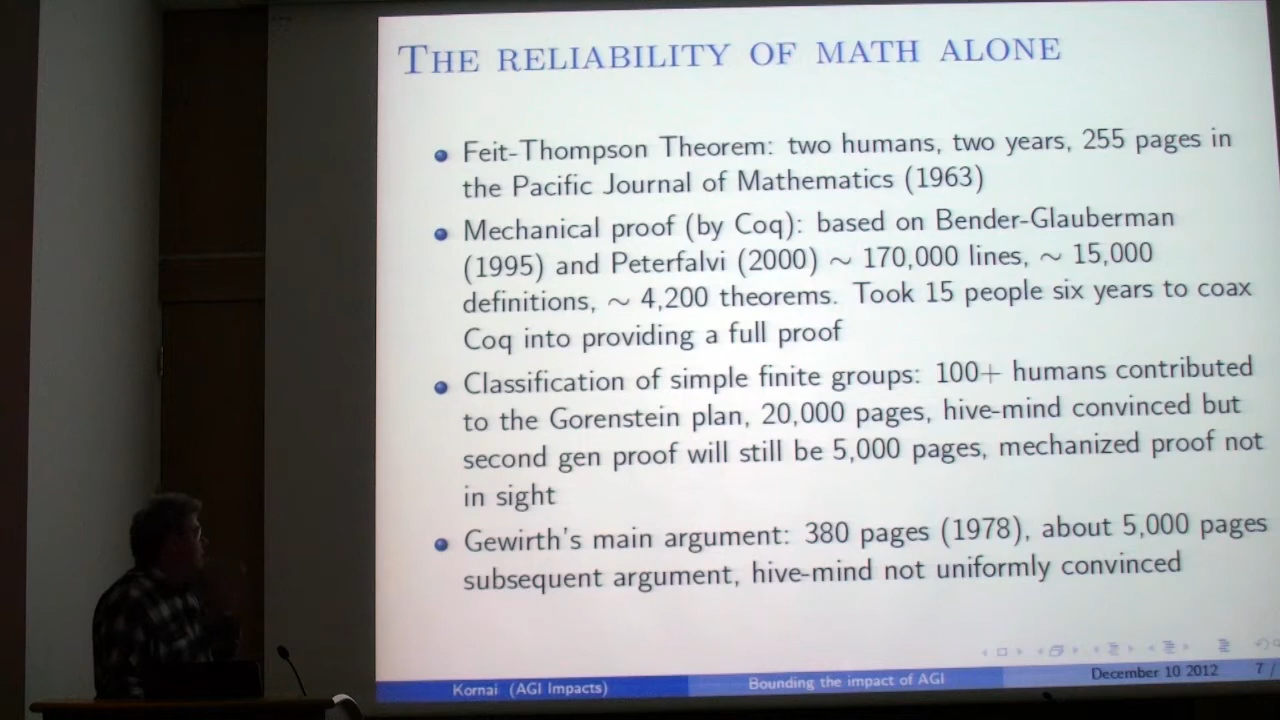 THE RELIABILITY OF MATH ALONE
Feit-Thompson Theorem: two humans, two years, 255 pages in
the Pacific Journal of Mathematics (1963)
Mechanical proof (by Coq): based on Bender-Glauberman
(1995) and Peterfalvi (2000) ~ 170,000 lines, ~ 15,000
definitions, ~ 4,200 theorems. Took 15 people six years to coax
Coq into providing a full proof
Classification of simple finite groups: 100+ humans contributed
to the Gorenstein plan, 20,000 pages, hive-mind convinced but
second gen proof will still be 5,000 pages, mechanized proof not
in sight
Gewirth's main argument: 380 pages (1978), about 5,000 pages
subsequent argument, hive-mind not uniformly convinced
Kornai (AGI Impacts) Bounding the impact of AGI December 10 2012 7 /